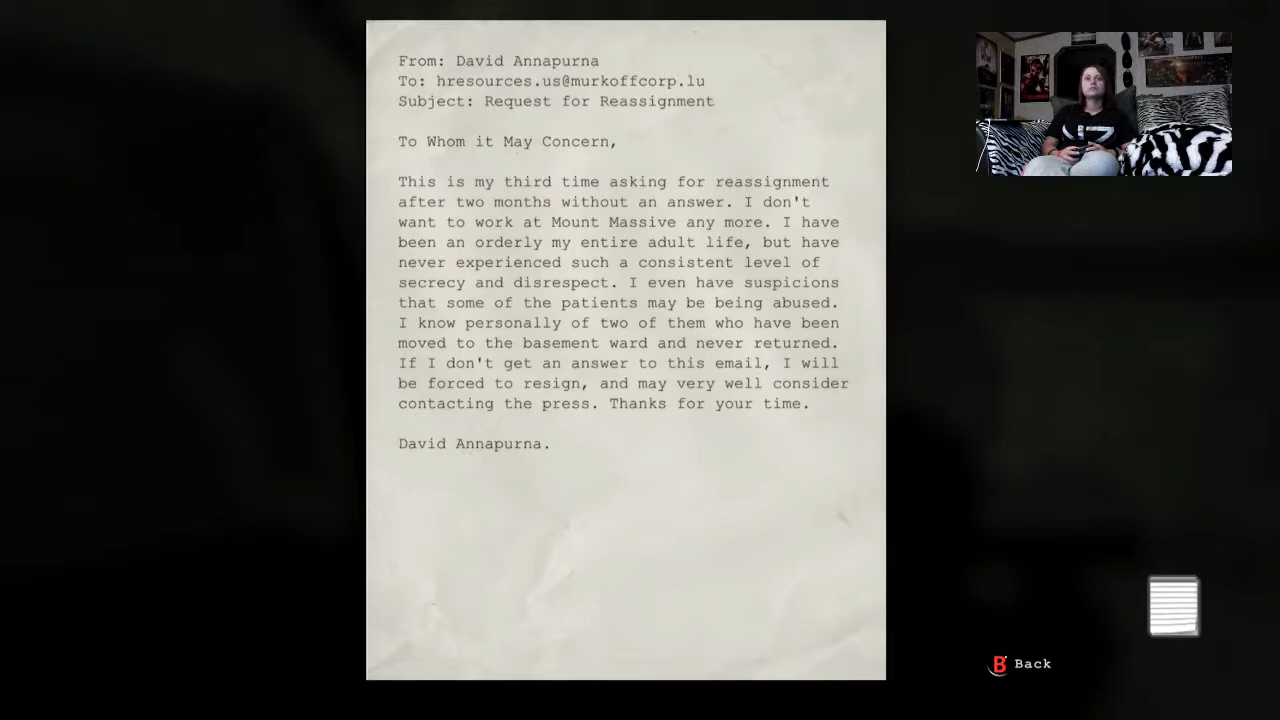 From: David Annapurna
To: hresources.us@murkoffcorp.lu
Subject: Request for Reassignment
To Whom it May Concern,
This is my third time asking for reassignment
after two months without an answer. I don't
want to work at Mount Massive any more. I have
been an orderly my entire adult life, but have
never experienced such a consistent level of
secrecy and disrespect. I even have suspicions
that some of the patients may be being abused.
I know personally of two of them who have been
moved to the basement ward and never returned.
If I don't get an answer to this email, I will
be forced to resign, and may very well consider
contacting the press. Thanks for your time.
David Annapurna.
B Back